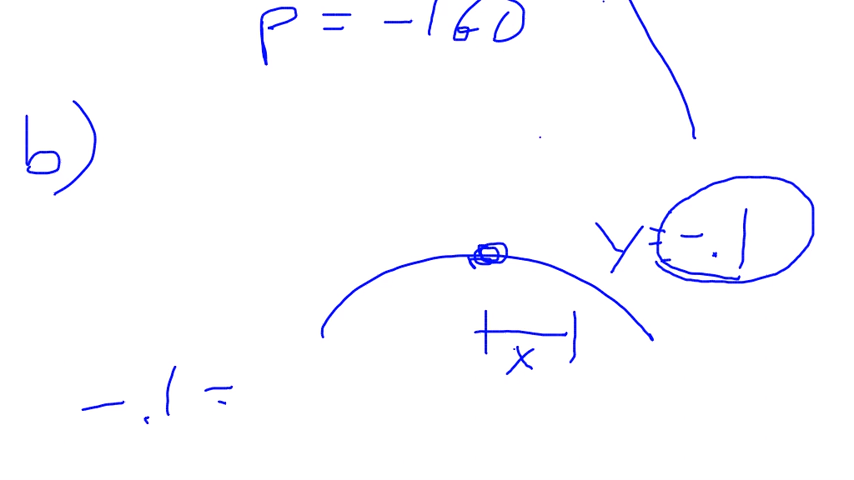 p = -160
b)
y = -.1
x
-.1 =